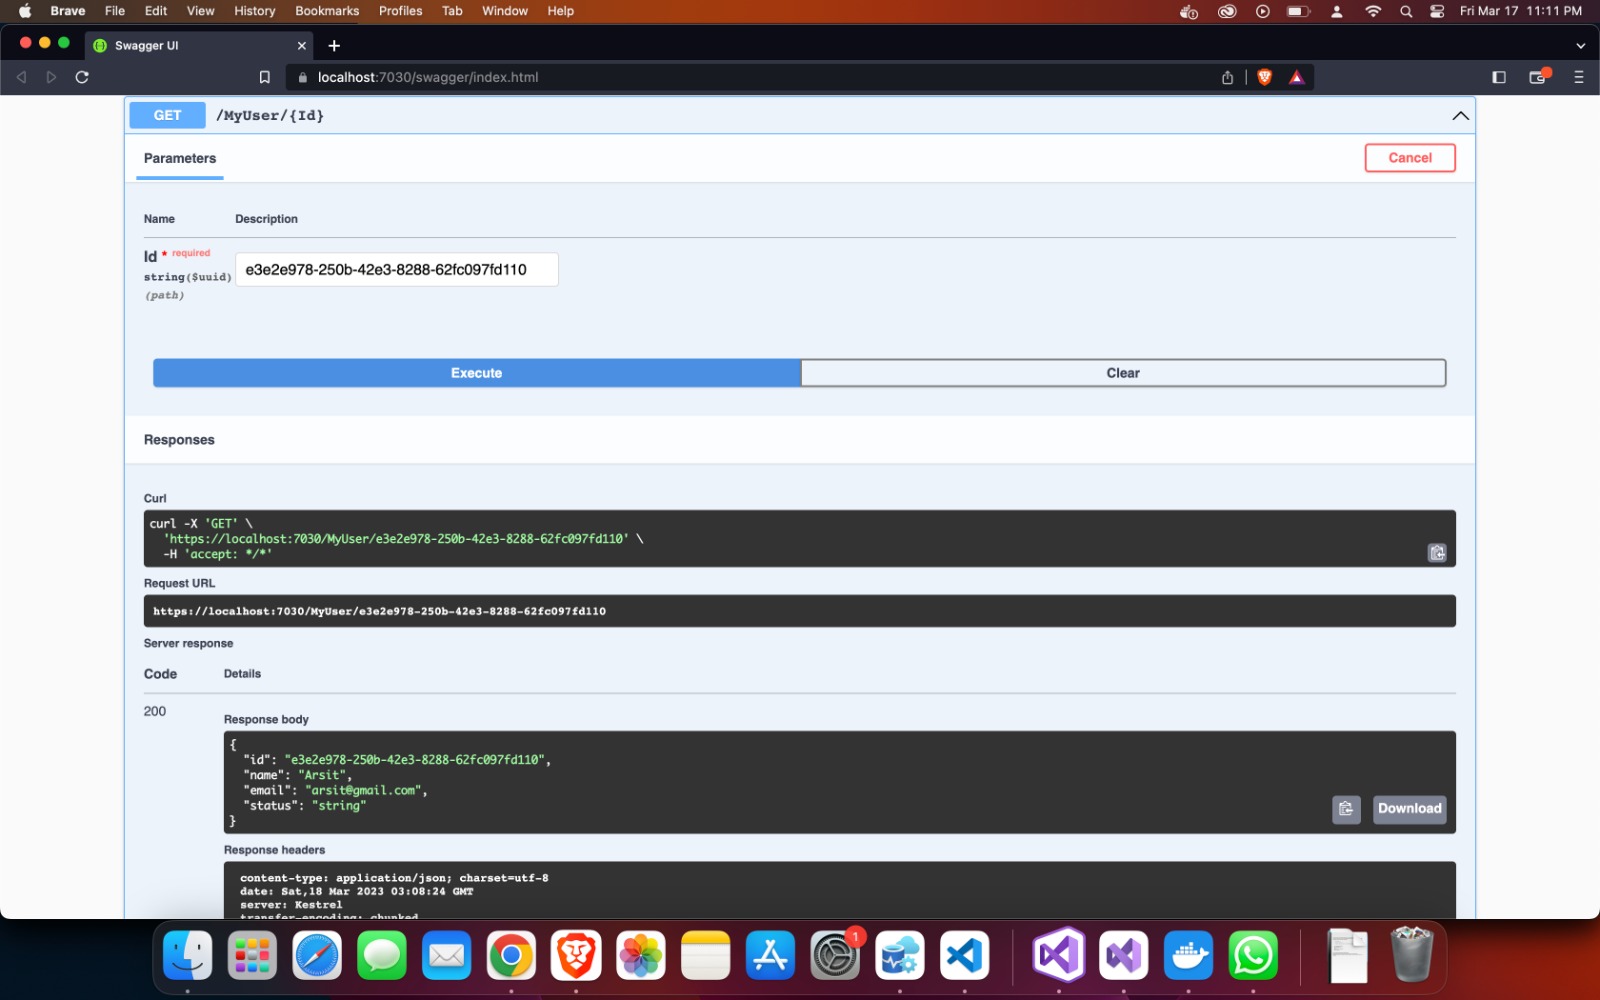 Brave File Edit View History Bookmarks Profiles Tab Window Help Fri Mar 17 11:11 PM
Swagger UI
localhost:7030/swagger/index.html
GET /MyUser/{Id}
Parameters Cancel
Name Description
Id * required
e3e2e978-250b-42e3-8288-62fc097fd110
string($uuid)
(path)
Execute Clear
Responses
Curl
curl -X 'GET' \
'https://localhost:7030/MyUser/e3e2e978-250b-42e3-8288-62fc097fd110' \
-H 'accept: */*'
Request URL
https://localhost:7030/MyUser/e3e2e978-250b-42e3-8288-62fc097fd110
Server response
Code Details
200
Response body
{
"id": "e3e2e978-250b-42e3-8288-62fc097fd110",
"name": "Arsit",
"email": "arsit@gmail.com",
"status": "string"
}
Download
Response headers
content-type: application/json; charset=utf-8
date: Sat,18 Mar 2023 03:08:24 GMT
server: Kestrel
transfer-encoding: chunked
1